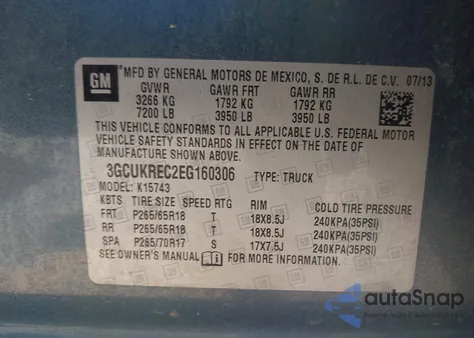 GM *MFD BY GENERAL MOTORS DE MEXICO, S. DE R.L. DE C.V. 07/13
GVWR GAWR FRT GAWR RR
3266 KG 1792 KG 1792 KG
7200 LB 3950 LB 3950 LB
THIS VEHICLE CONFORMS TO ALL APPLICABLE U.S. FEDERAL MOTOR
VEHICLE SAFETY STANDARDS IN EFFECT ON THE DATE OF
MANUFACTURE SHOWN ABOVE.
3GCUKREC2EG160306 TYPE: TRUCK
MODEL: K15743
KBTS TIRE SIZE SPEED RTG RIM COLD TIRE PRESSURE
FRT P265/65R18 T 18X8.5J 240KPA(35PSI)
RR P265/65R18 T 18X8.5J 240KPA(35PSI)
SPA P265/70R17 S 17X7.5J 240KPA(35PSI)
SEE OWNER'S MANUAL FOR MORE INFORMATION.
autoSnap
www.autosnap.com